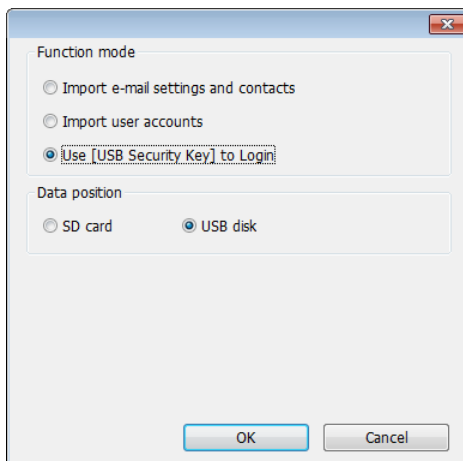 Function mode
Import e-mail settings and contacts
Import user accounts
Use [USB Security Key] to Login
Data position
SD card USB disk
OK Cancel